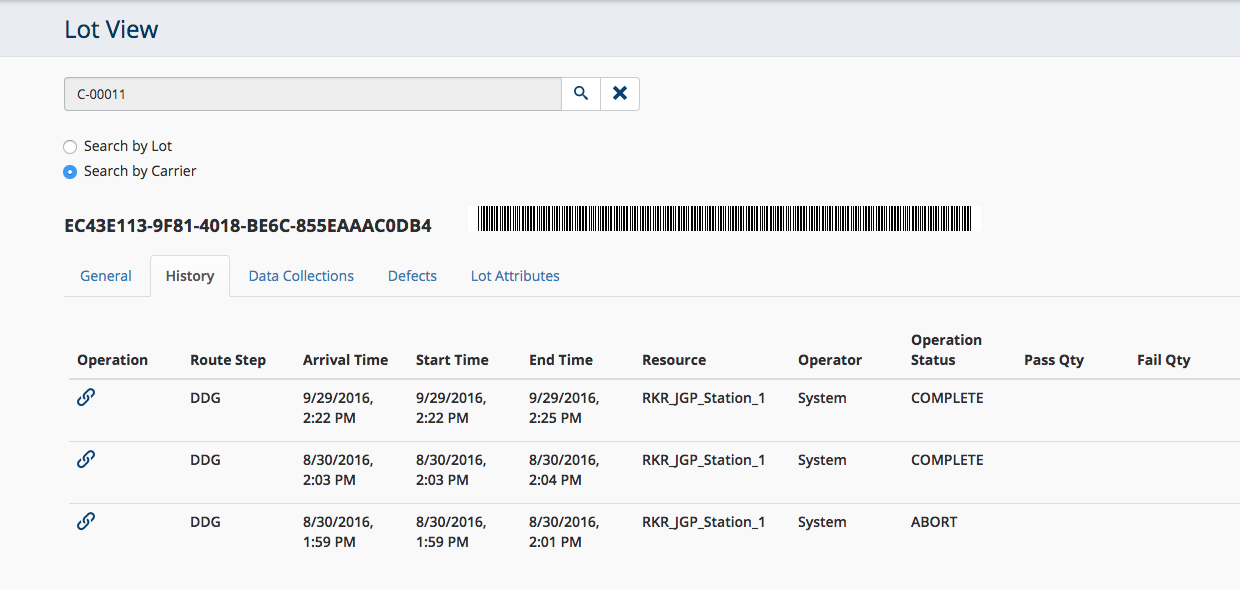 Lot View
C-00011
Search by Lot
Search by Carrier
EC43E113-9F81-4018-BE6C-855EAAAC0DB4
General History Data Collections Defects Lot Attributes
Operation Route Step Arrival Time Start Time End Time Resource Operator Operation Status Pass Qty Fail Qty
DDG 9/29/2016, 2:22 PM 9/29/2016, 2:22 PM 9/29/2016, 2:25 PM RKR_JGP_Station_1 System COMPLETE
DDG 8/30/2016, 2:03 PM 8/30/2016, 2:03 PM 8/30/2016, 2:04 PM RKR_JGP_Station_1 System COMPLETE
DDG 8/30/2016, 1:59 PM 8/30/2016, 1:59 PM 8/30/2016, 2:01 PM RKR_JGP_Station_1 System ABORT